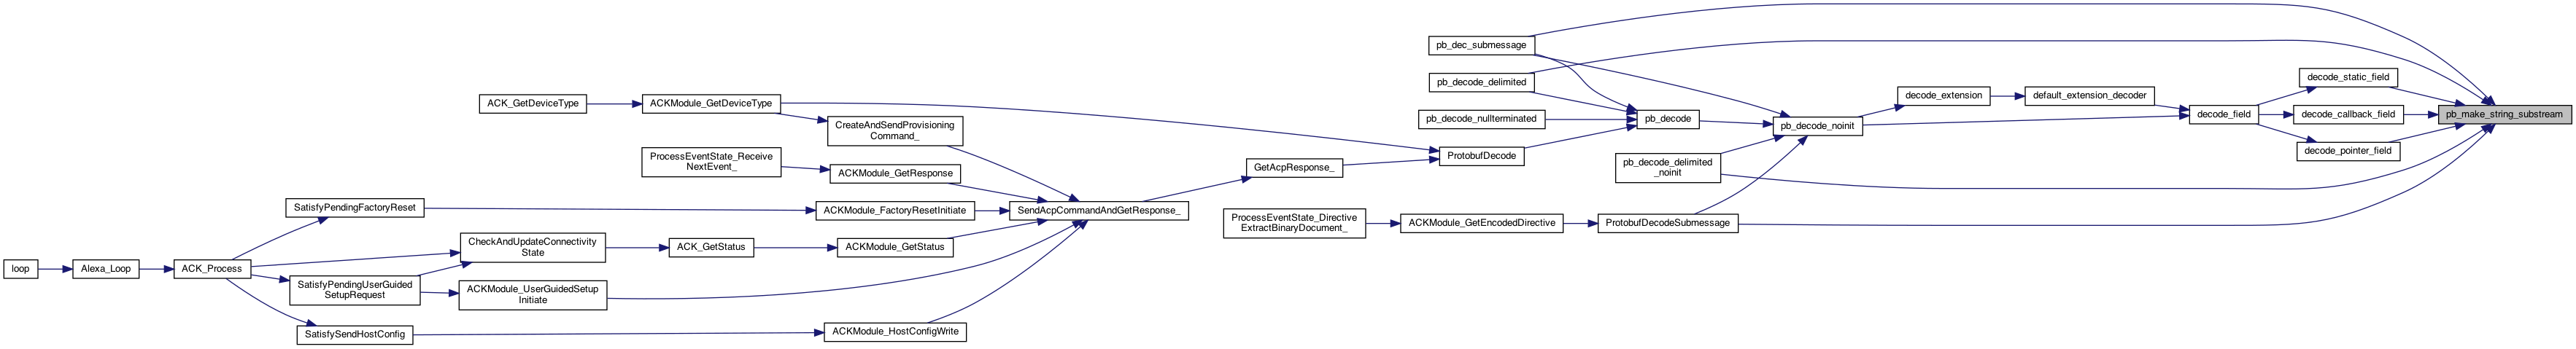 pb_dec_submessage
pb_decode_delimited
pb_decode_nullterminated
pb_decode
pb_decode_noinit
decode_extension
default_extension_decoder
decode_field
decode_static_field
decode_callback_field
decode_pointer_field
pb_make_string_substream
ACK_GetDeviceType
ACKModule_GetDeviceType
CreateAndSendProvisioning
Command_
ProtobufDecode
pb_decode_delimited
_noinit
ProcessEventState_Receive
NextEvent_
ACKModule_GetResponse
GetAcpResponse_
SatisfyPendingFactoryReset
ACKModule_FactoryResetInitiate
SendAcpCommandAndGetResponse_
ProcessEventState_Directive
ExtractBinaryDocument_
ACKModule_GetEncodedDirective
ProtobufDecodeSubmessage
CheckAndUpdateConnectivity
State
ACK_GetStatus
ACKModule_GetStatus
loop
Alexa_Loop
ACK_Process
SatisfyPendingUserGuided
SetupRequest
ACKModule_UserGuidedSetup
Initiate
SatisfySendHostConfig
ACKModule_HostConfigWrite